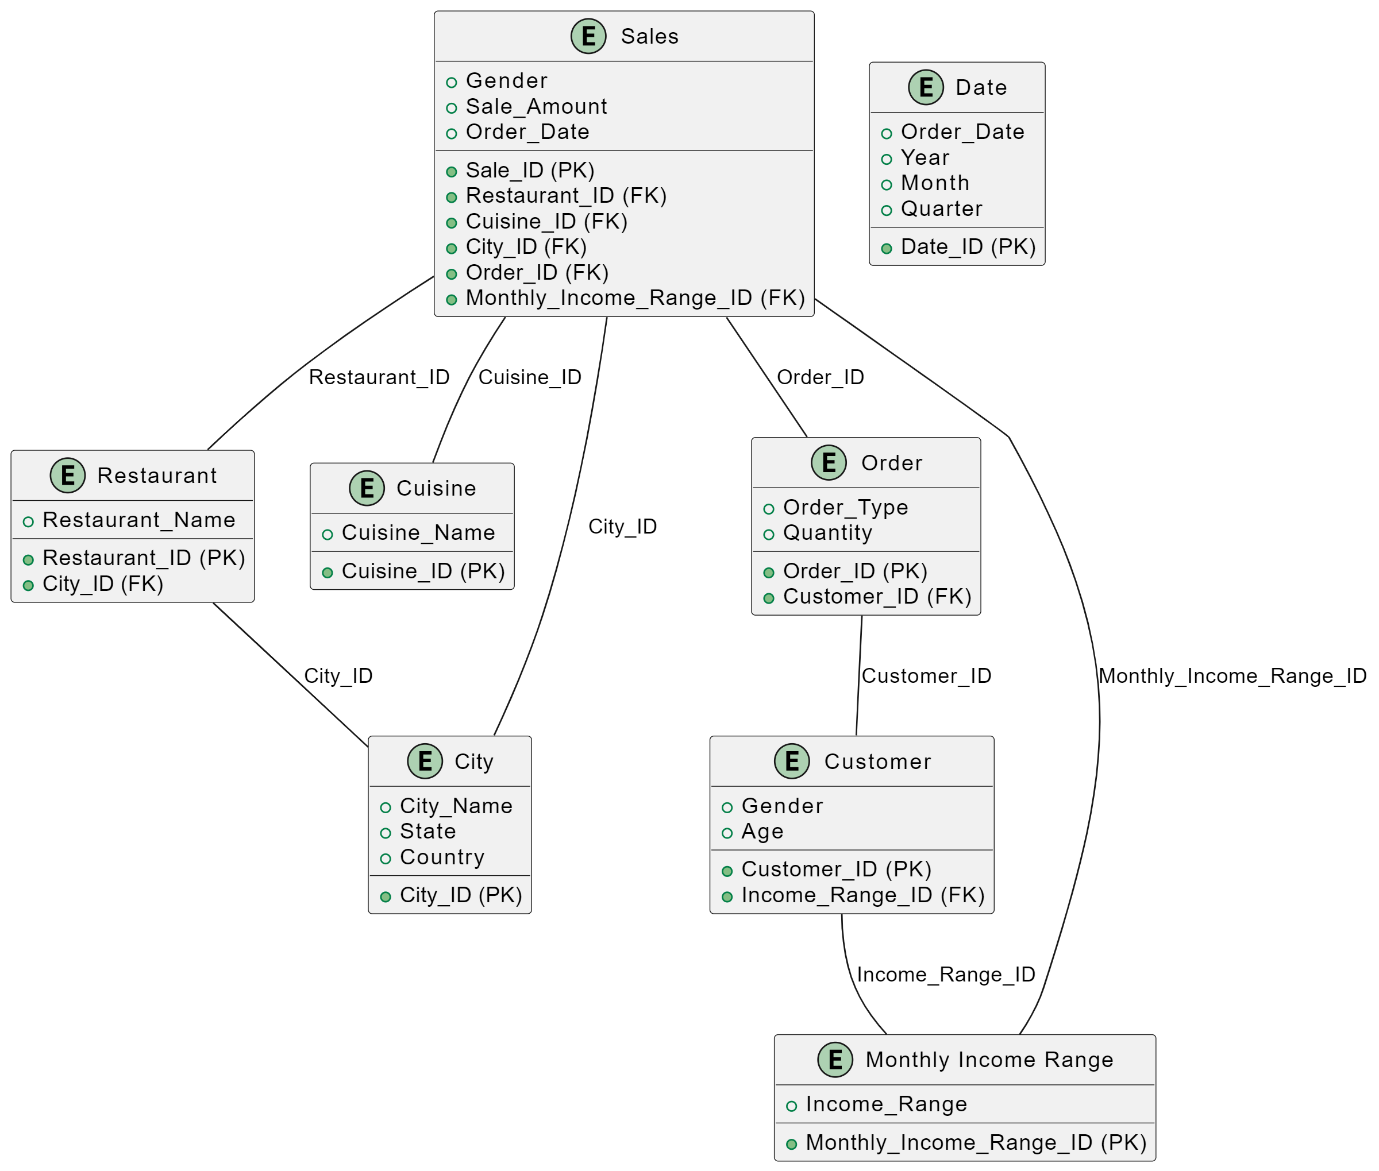 E Sales
Gender
Sale_Amount
Order_Date
Sale_ID (PK)
Restaurant_ID (FK)
Cuisine_ID (FK)
City_ID (FK)
Order_ID (FK)
Monthly_Income_Range_ID (FK)
E Date
Order_Date
Year
Month
Quarter
Date_ID (PK)
Restaurant_ID
Cuisine_ID
Order_ID
E Restaurant
Restaurant_Name
Restaurant_ID (PK)
City_ID (FK)
E Cuisine
Cuisine_Name
Cuisine_ID (PK)
City_ID
E Order
Order_Type
Quantity
Order_ID (PK)
Customer_ID (FK)
City_ID
Customer_ID
Monthly_Income_Range_ID
E City
City_Name
State
Country
City_ID (PK)
E Customer
Gender
Age
Customer_ID (PK)
Income_Range_ID (FK)
Income_Range_ID
E Monthly Income Range
Income_Range
Monthly_Income_Range_ID (PK)